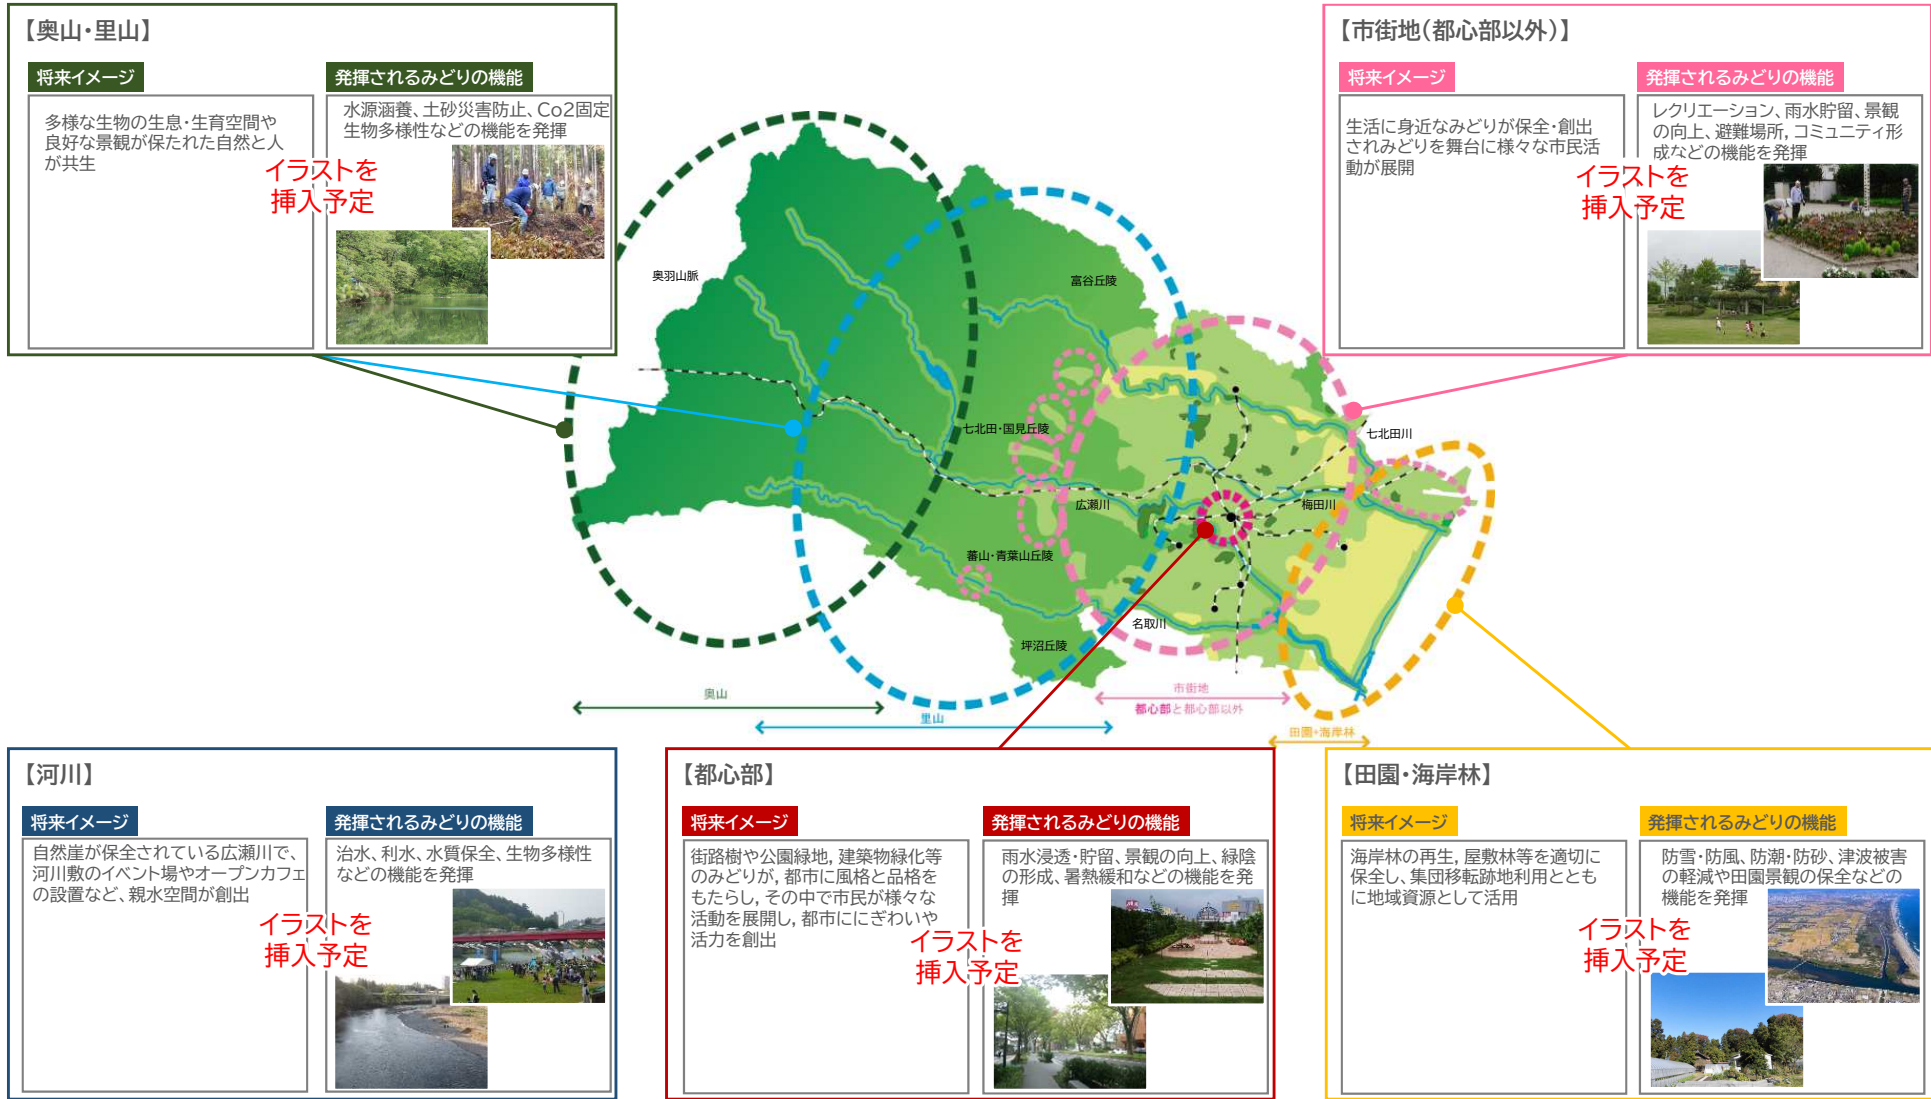 【奥山・里山】
将来イメージ
多様な生物の生息・生育空間や
良好な景観が保たれた自然と人
が共生
発揮されるみどりの機能
水源涵養、土砂災害防止、Co2固定
生物多様性などの機能を発揮
イラストを
挿入予定
【市街地(都心部以外)】
将来イメージ
生活に身近なみどりが保全・創出
されみどりを舞台に様々な市民活
動が展開
発揮されるみどりの機能
レクリエーション、雨水貯留、景観
の向上、避難場所，コミュニティ形
成などの機能を発揮
イラストを
挿入予定
奥羽山脈
富谷丘陵
七北田・国見丘陵
七北田川
広瀬川
梅田川
蕃山・青葉山丘陵
名取川
坪沼丘陵
奥山
里山
市街地
都心部と都心部以外
田園・海岸林
【河川】
将来イメージ
自然崖が保全されている広瀬川で、
河川敷のイベント場やオープンカフェ
の設置など、親水空間が創出
発揮されるみどりの機能
治水、利水、水質保全、生物多様性
などの機能を発揮
イラストを
挿入予定
【都心部】
将来イメージ
街路樹や公園緑地，建築物緑化等
のみどりが，都市に風格と品格を
もたらし，その中で市民が様々な
活動を展開し，都市ににぎわいや
活力を創出
発揮されるみどりの機能
雨水浸透・貯留、景観の向上、緑陰
の形成、暑熱緩和などの機能を発
揮
イラストを
挿入予定
【田園・海岸林】
将来イメージ
海岸林の再生，屋敷林等を適切に
保全し、集団移転跡地利用ととも
に地域資源として活用
発揮されるみどりの機能
防雪・防風、防潮・防砂、津波被害
の軽減や田園景観の保全などの
機能を発揮
イラストを
挿入予定